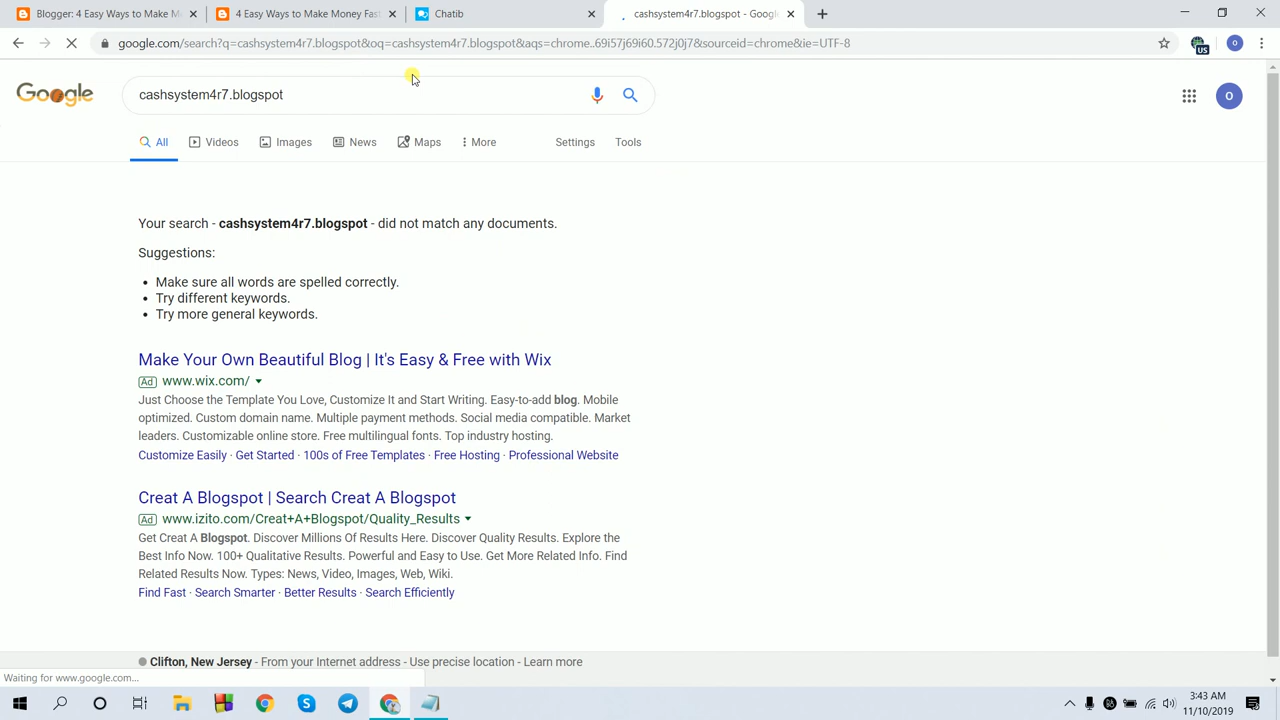 Blogger: 4 Easy Ways to Make M
4 Easy Ways to Make Money Fas
Chatib
cashsystem4r7.blogspot - Googl
google.com/search?q=cashsystem4r7.blogspot&oq=cashsystem4r7.blogspot&aqs=chrome..69i57j69i60.572j0j7&sourceid=chrome&ie=UTF-8
US
O
Google
cashsystem4r7.blogspot
O
All
Videos
Images
News
Maps
More
Settings
Tools
Your search - cashsystem4r7.blogspot - did not match any documents.
Suggestions:
• Make sure all words are spelled correctly.
• Try different keywords.
• Try more general keywords.
Make Your Own Beautiful Blog | It's Easy & Free with Wix
Ad www.wix.com/
Just Choose the Template You Love, Customize It and Start Writing. Easy-to-add blog. Mobile
optimized. Custom domain name. Multiple payment methods. Social media compatible. Market
leaders. Customizable online store. Free multilingual fonts. Top industry hosting.
Customize Easily · Get Started · 100s of Free Templates · Free Hosting · Professional Website
Creat A Blogspot | Search Creat A Blogspot
Ad www.izito.com/Creat+A+Blogspot/Quality_Results
Get Creat A Blogspot. Discover Millions Of Results Here. Discover Quality Results. Explore the
Best Info Now. 100+ Qualitative Results. Powerful and Easy to Use. Get More Related Info. Find
Related Results Now. Types: News, Video, Images, Web, Wiki.
Find Fast · Search Smarter · Better Results · Search Efficiently
Clifton, New Jersey - From your Internet address - Use precise location - Learn more
Waiting for www.google.com...
3:43 AM
11/10/2019